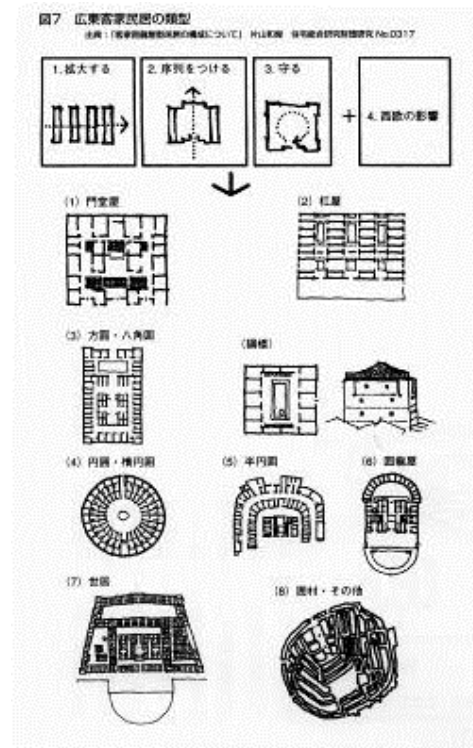 図7 広東客家民居の類型
出典:「客家囲龍屋型民居の構成について」 片山和俊 住宅総合研究財団研究 No.0317
1.拡大する
2.序列をつける
3.守る
+
4.西欧の影響
(1) 門堂屋
(2) 杠屋
(3) 方囲・八角囲
(碉楼)
(4) 円囲・楕円囲
(5) 半円囲
(6) 囲龍屋
(7) 世居
(8) 囲村・その他